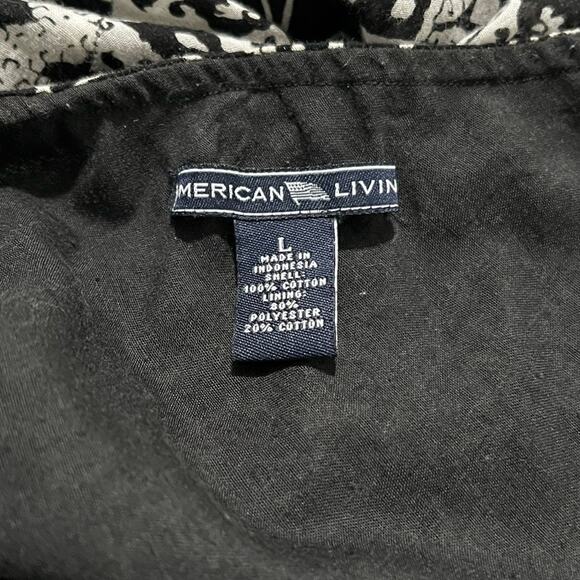 MERICAN LIVIN
L
MADE IN
INDONESIA
SHELL:
100% COTTON
LINING:
80%
POLYESTER
20% COTTON